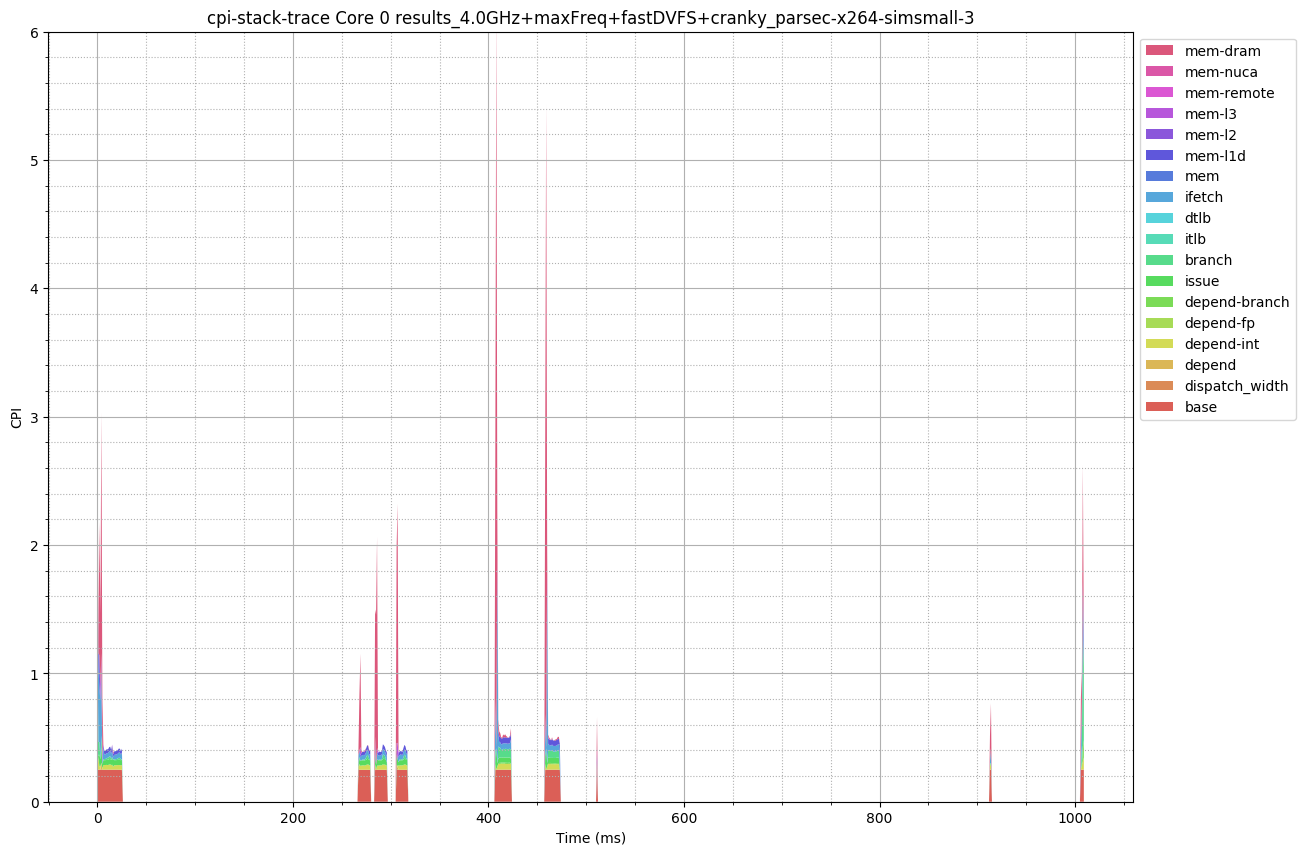 cpi-stack-trace Core 0 results_4.0GHz+maxFreq+fastDVFS+cranky_parsec-x264-simsmall-3
6
5
4
3
2
1
0
CPI
0
200
400
600
800
1000
Time (ms)
mem-dram
mem-nuca
mem-remote
mem-l3
mem-l2
mem-l1d
mem
ifetch
dtlb
itlb
branch
issue
depend-branch
depend-fp
depend-int
depend
dispatch_width
base